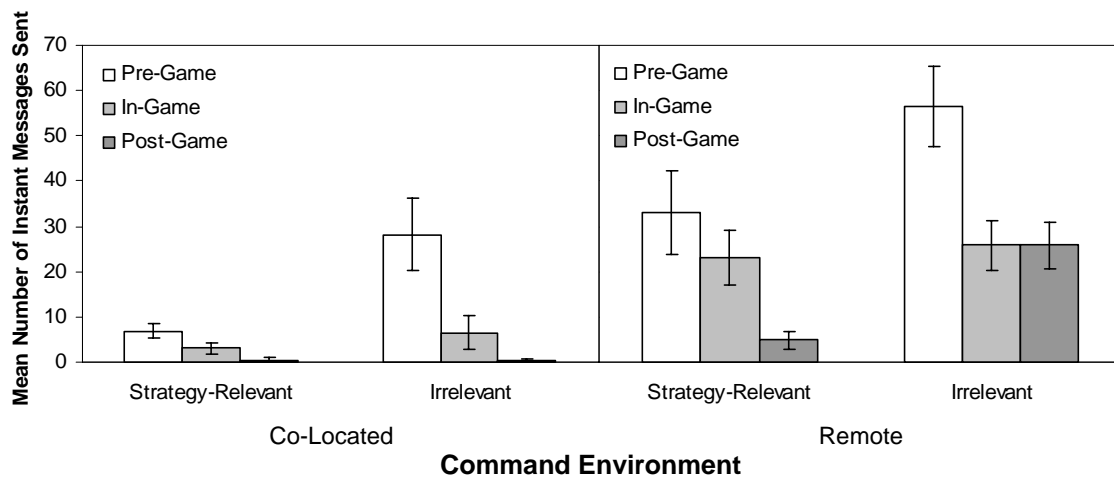 Mean Number of Instant Messages Sent
70
60
50
40
30
20
10
0
Pre-Game
In-Game
Post-Game
Pre-Game
In-Game
Post-Game
Strategy-Relevant
Irrelevant
Strategy-Relevant
Irrelevant
Co-Located
Remote
Command Environment